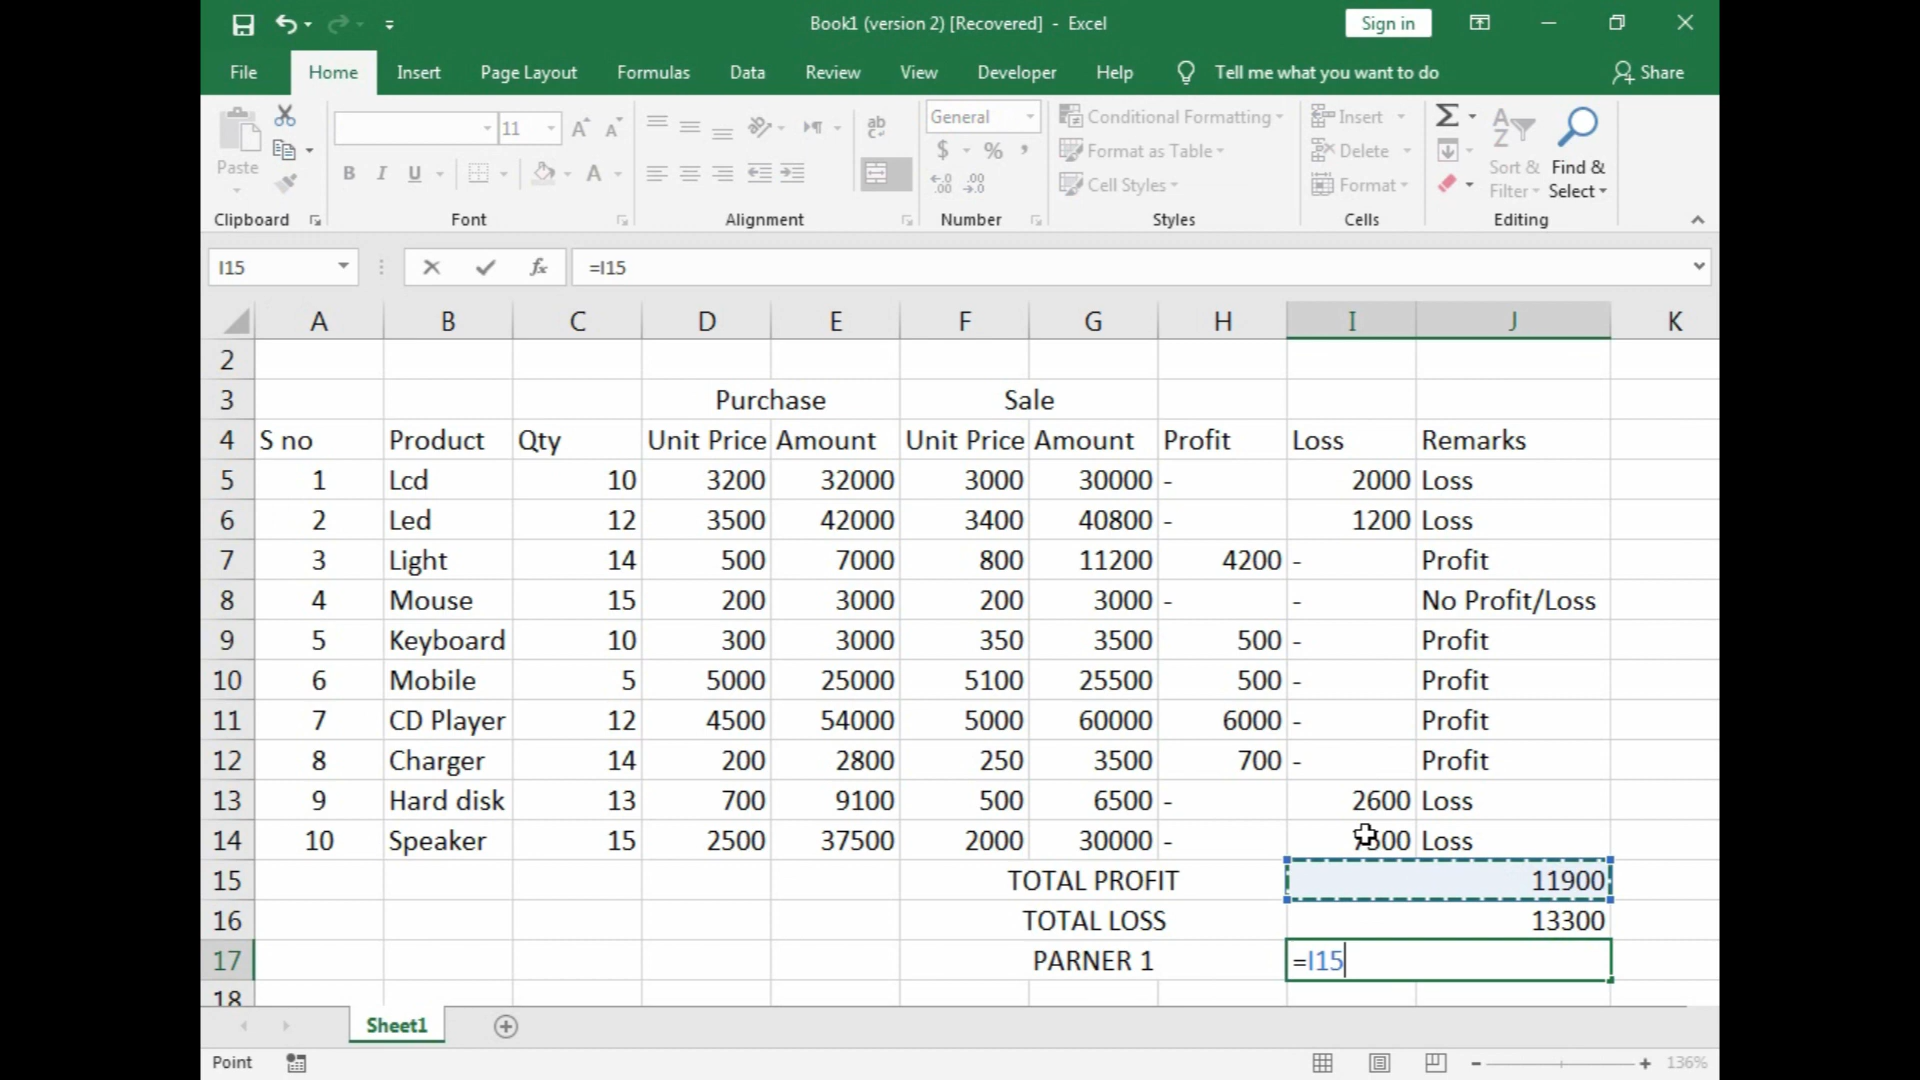 Book1 (version 2) [Recovered] - Excel
Sign in
File Home Insert Page Layout Formulas Data Review View Developer Help Tell me what you want to do Share
Paste
Clipboard
11
B I U A
Font
ab
Alignment
General
$ % ,
Number
Conditional Formatting
Format as Table
Cell Styles
Styles
Insert
Delete
Format
Cells
Sort & Filter
Find & Select
Editing
I15 fx =I15
A B C D E F G H I J K
2
3 Purchase Sale
4 S no Product Qty Unit Price Amount Unit Price Amount Profit Loss Remarks
5 1 Lcd 10 3200 32000 3000 30000 - 2000 Loss
6 2 Led 12 3500 42000 3400 40800 - 1200 Loss
7 3 Light 14 500 7000 800 11200 4200 - Profit
8 4 Mouse 15 200 3000 200 3000 - - No Profit/Loss
9 5 Keyboard 10 300 3000 350 3500 500 - Profit
10 6 Mobile 5 5000 25000 5100 25500 500 - Profit
11 7 CD Player 12 4500 54000 5000 60000 6000 - Profit
12 8 Charger 14 200 2800 250 3500 700 - Profit
13 9 Hard disk 13 700 9100 500 6500 - 2600 Loss
14 10 Speaker 15 2500 37500 2000 30000 - 7500 Loss
15 TOTAL PROFIT 11900
16 TOTAL LOSS 13300
17 PARNER 1 =I15
18
Sheet1
Point 136%